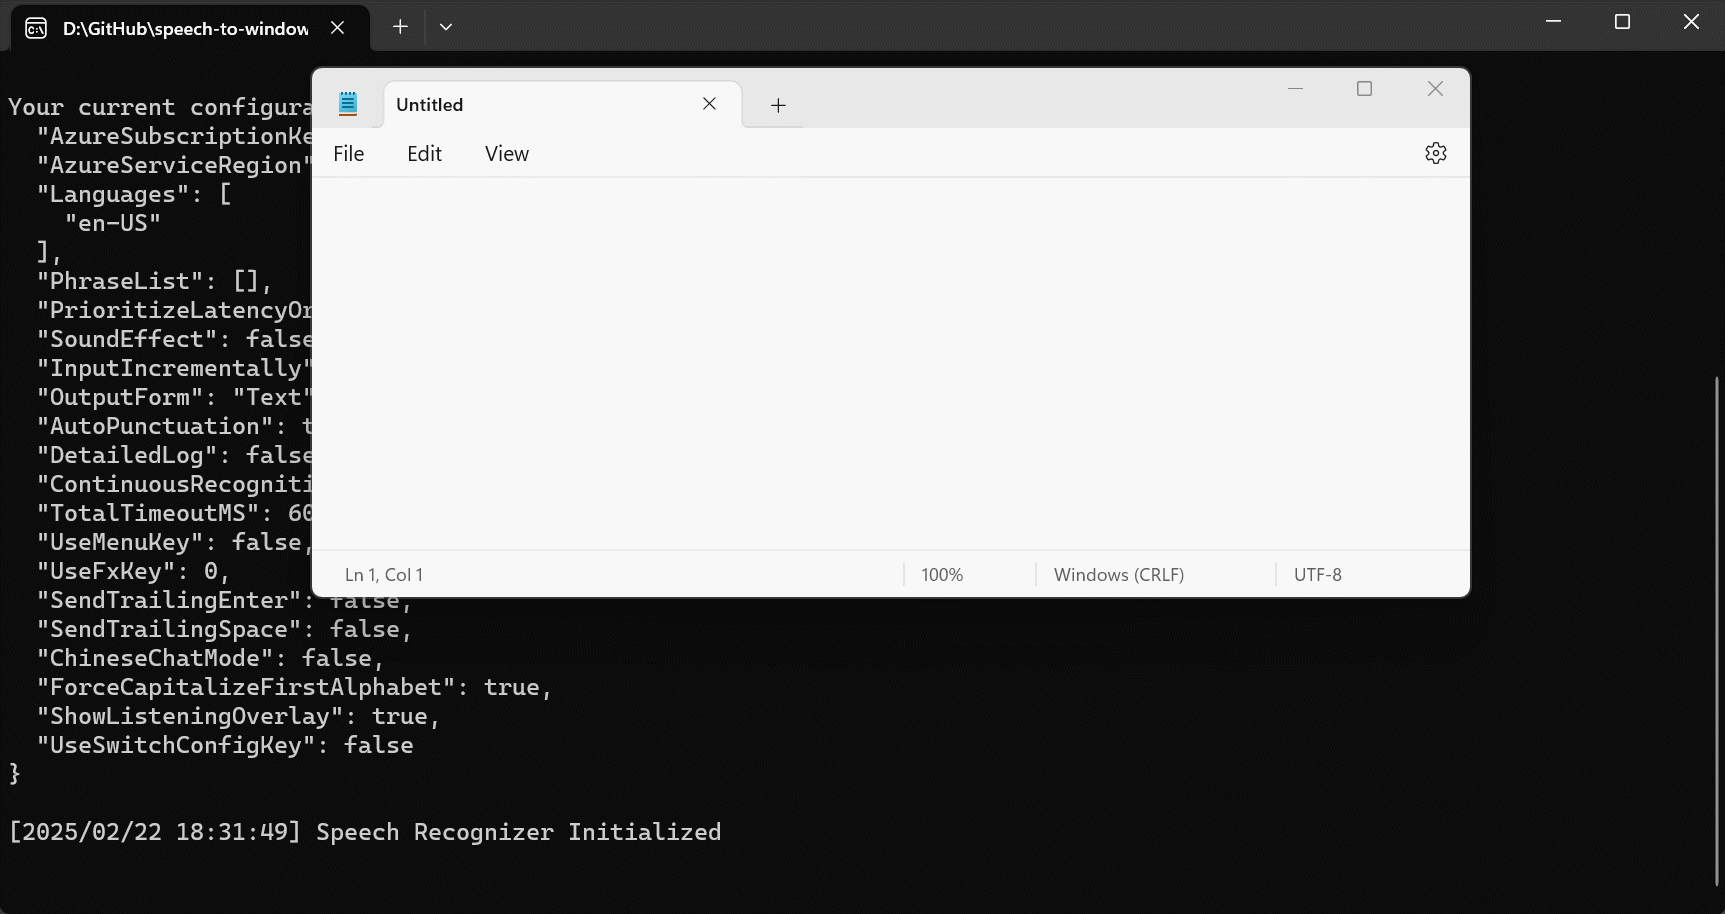 D:\GitHub\speech-to-window
Your current configura
"AzureSubscriptionKe
"AzureServiceRegion"
"Languages": [
"en-US"
],
"PhraseList": [],
"PrioritizeLatencyOr
"SoundEffect": false
"InputIncrementally"
"OutputForm": "Text"
"AutoPunctuation": t
"DetailedLog": false
"ContinuousRecogniti
"TotalTimeoutMS": 60
"UseMenuKey": false,
"UseFxKey": 0,
"SendTrailingEnter": false,
"SendTrailingSpace": false,
"ChineseChatMode": false,
"ForceCapitalizeFirstAlphabet": true,
"ShowListeningOverlay": true,
"UseSwitchConfigKey": false
}
[2025/02/22 18:31:49] Speech Recognizer Initialized
Untitled
File Edit View
Ln 1, Col 1 100% Windows (CRLF) UTF-8